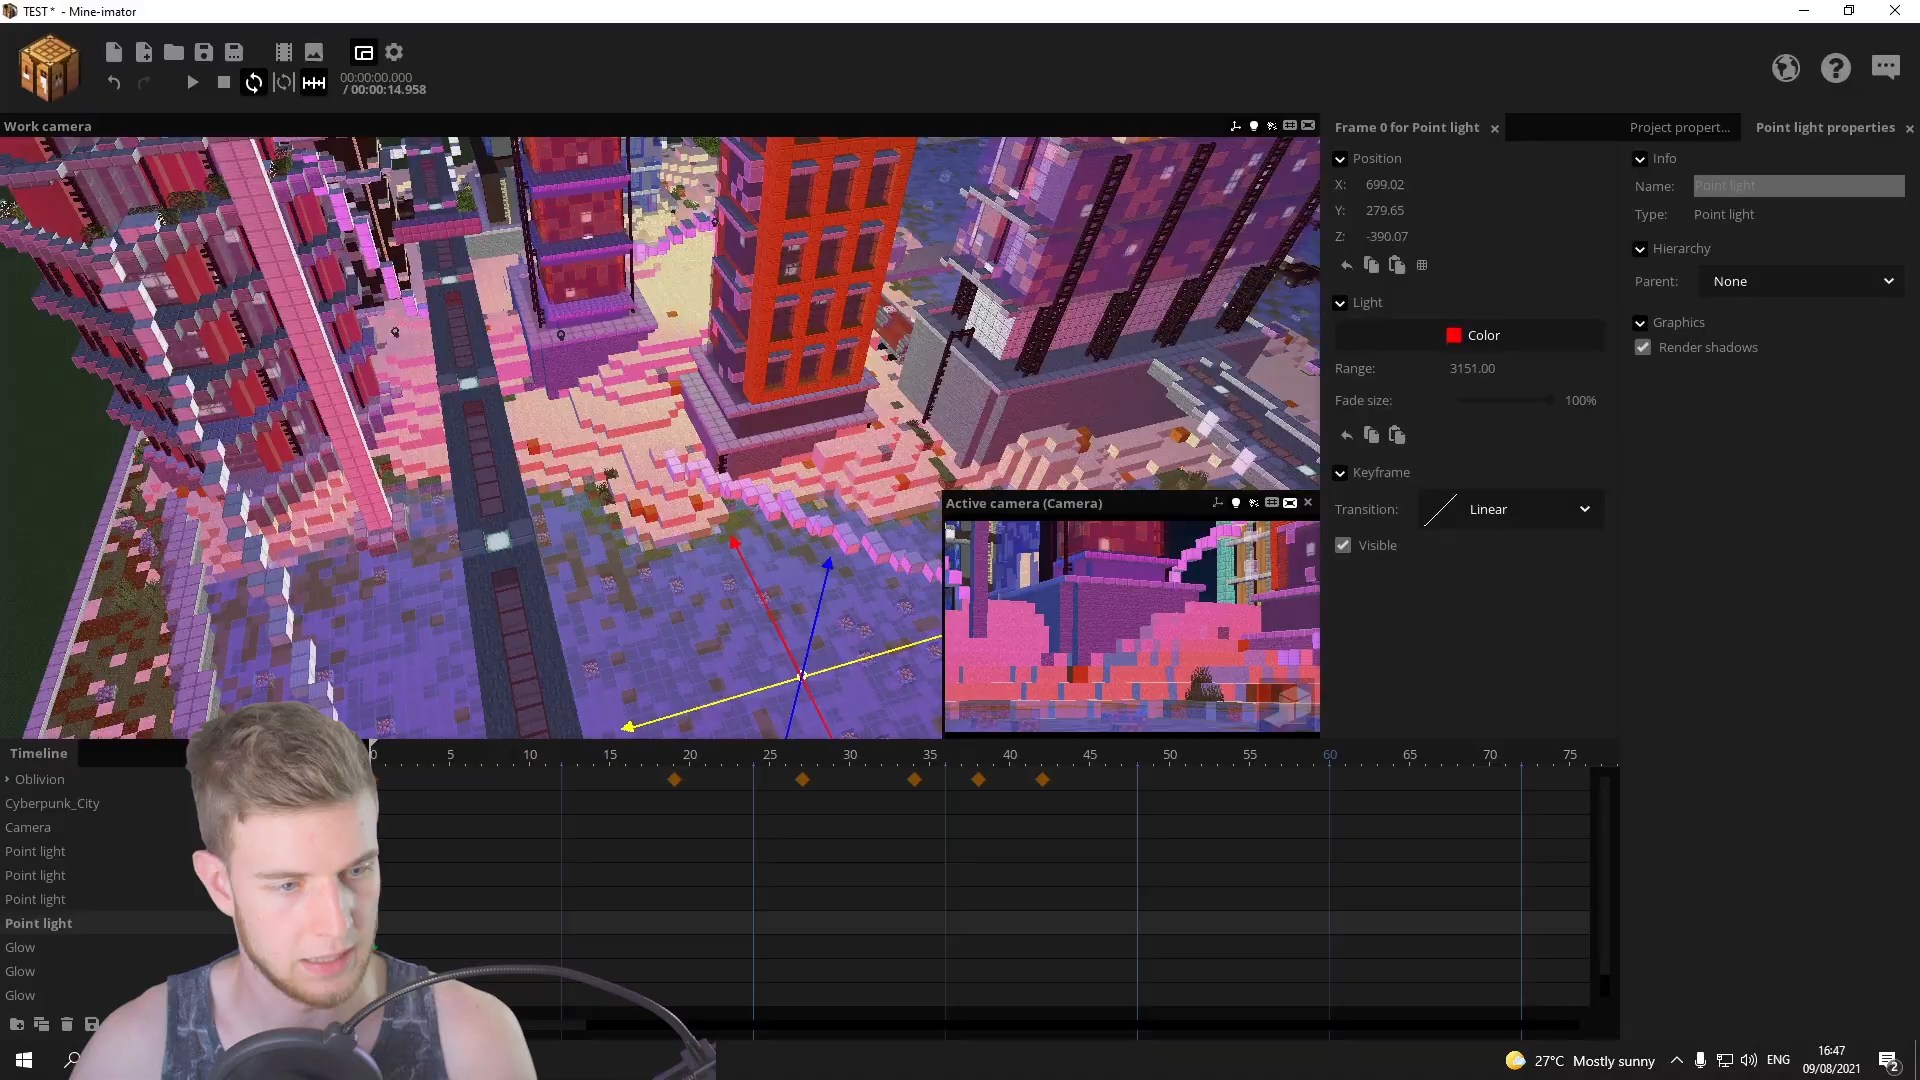 TEST* - Mine-imator
00:00:00.000
/ 00:00:14.958
Work camera
Frame 0 for Point light
Project propert...
Point light properties
Position
X: 699.02
Y: 279.65
Z: -390.07
Light
Color
Range: 3151.00
Fade size: 100%
Keyframe
Transition: Linear
Visible
Info
Name: Point light
Type: Point light
Hierarchy
Parent: None
Graphics
Render shadows
Active camera (Camera)
Timeline
0 5 10 15 20 25 30 35 40 45 50 55 60 65 70 75
Oblivion
Cyberpunk_City
Camera
Point light
Point light
Point light
Point light
Glow
Glow
Glow
27°C Mostly sunny
ENG
16:47
09/08/2021
2